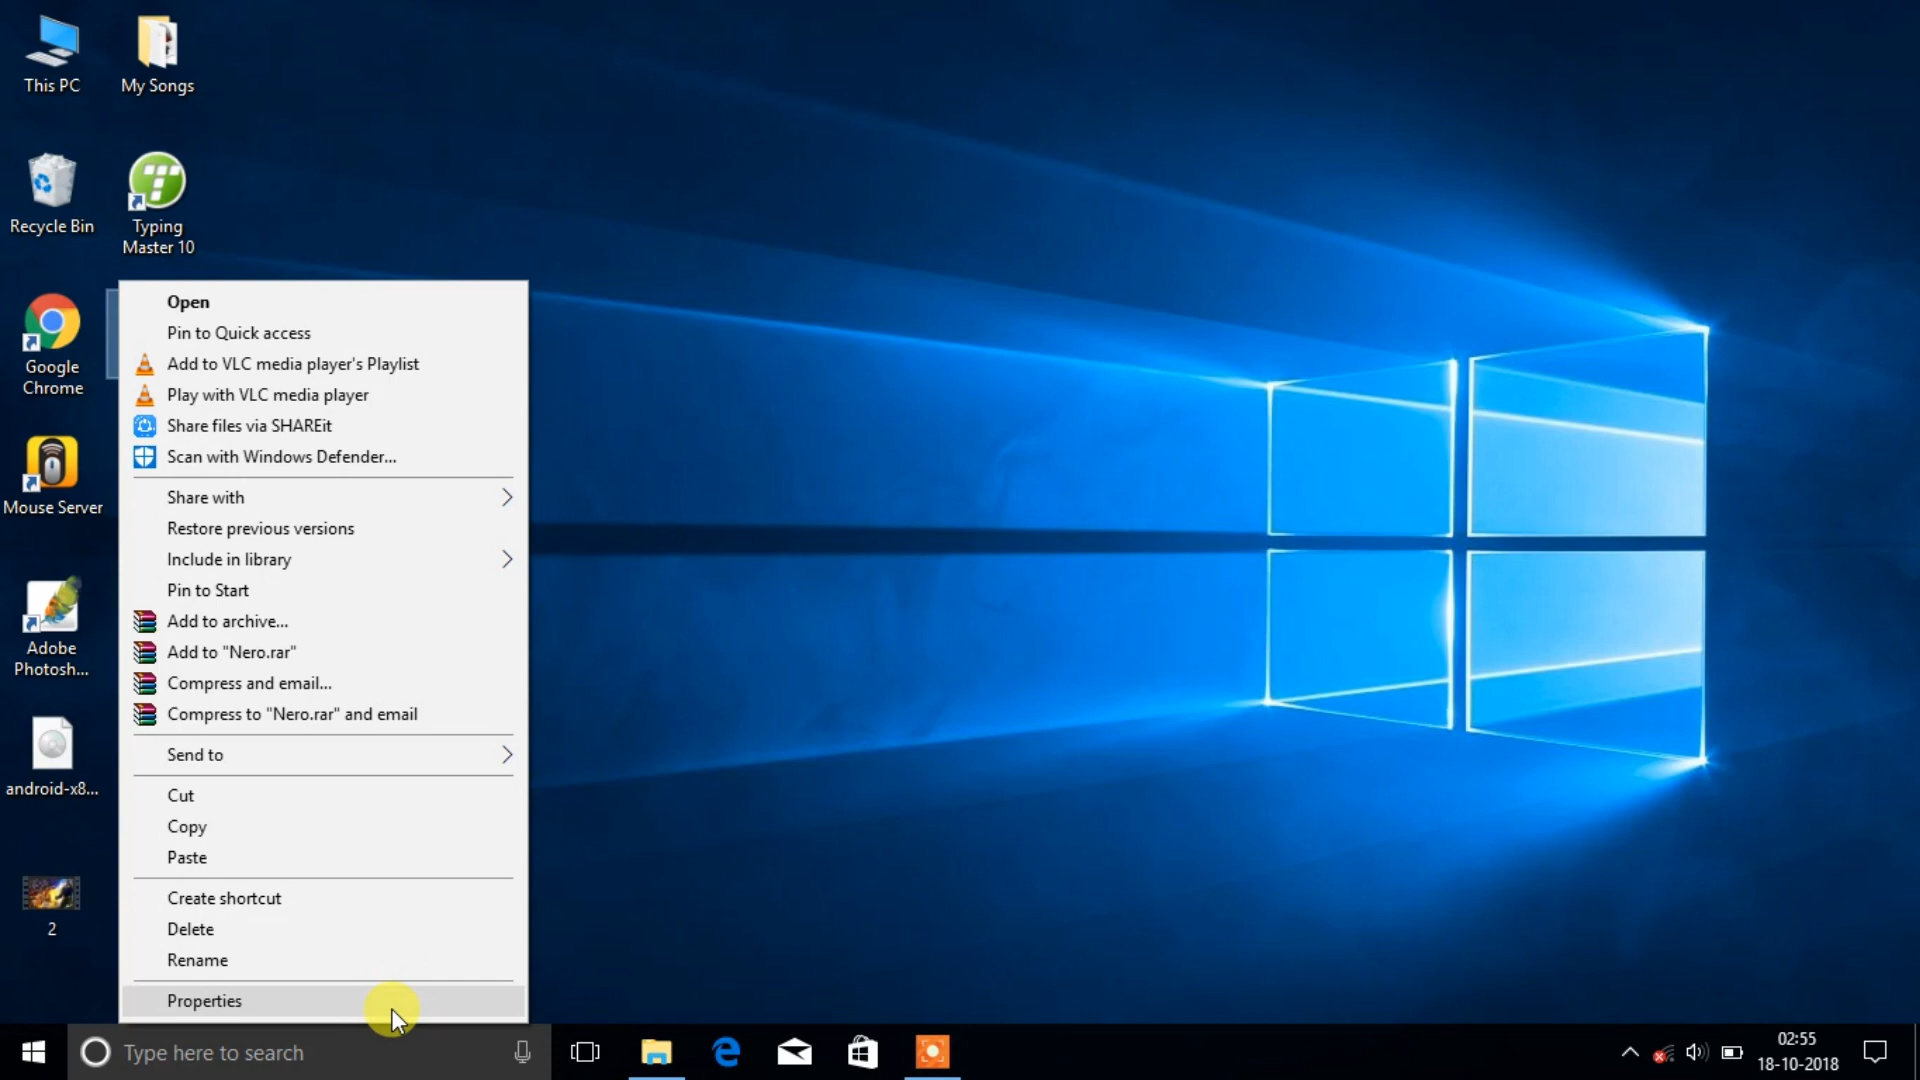 This PC
My Songs
Recycle Bin
Typing
Master 10
Google
Chrome
Mouse Server
Adobe
Photosh...
android-x8...
2
Open
Pin to Quick access
Add to VLC media player's Playlist
Play with VLC media player
Share files via SHAREit
Scan with Windows Defender...
Share with
Restore previous versions
Include in library
Pin to Start
Add to archive...
Add to "Nero.rar"
Compress and email...
Compress to "Nero.rar" and email
Send to
Cut
Copy
Paste
Create shortcut
Delete
Rename
Properties
Type here to search
02:55
18-10-2018